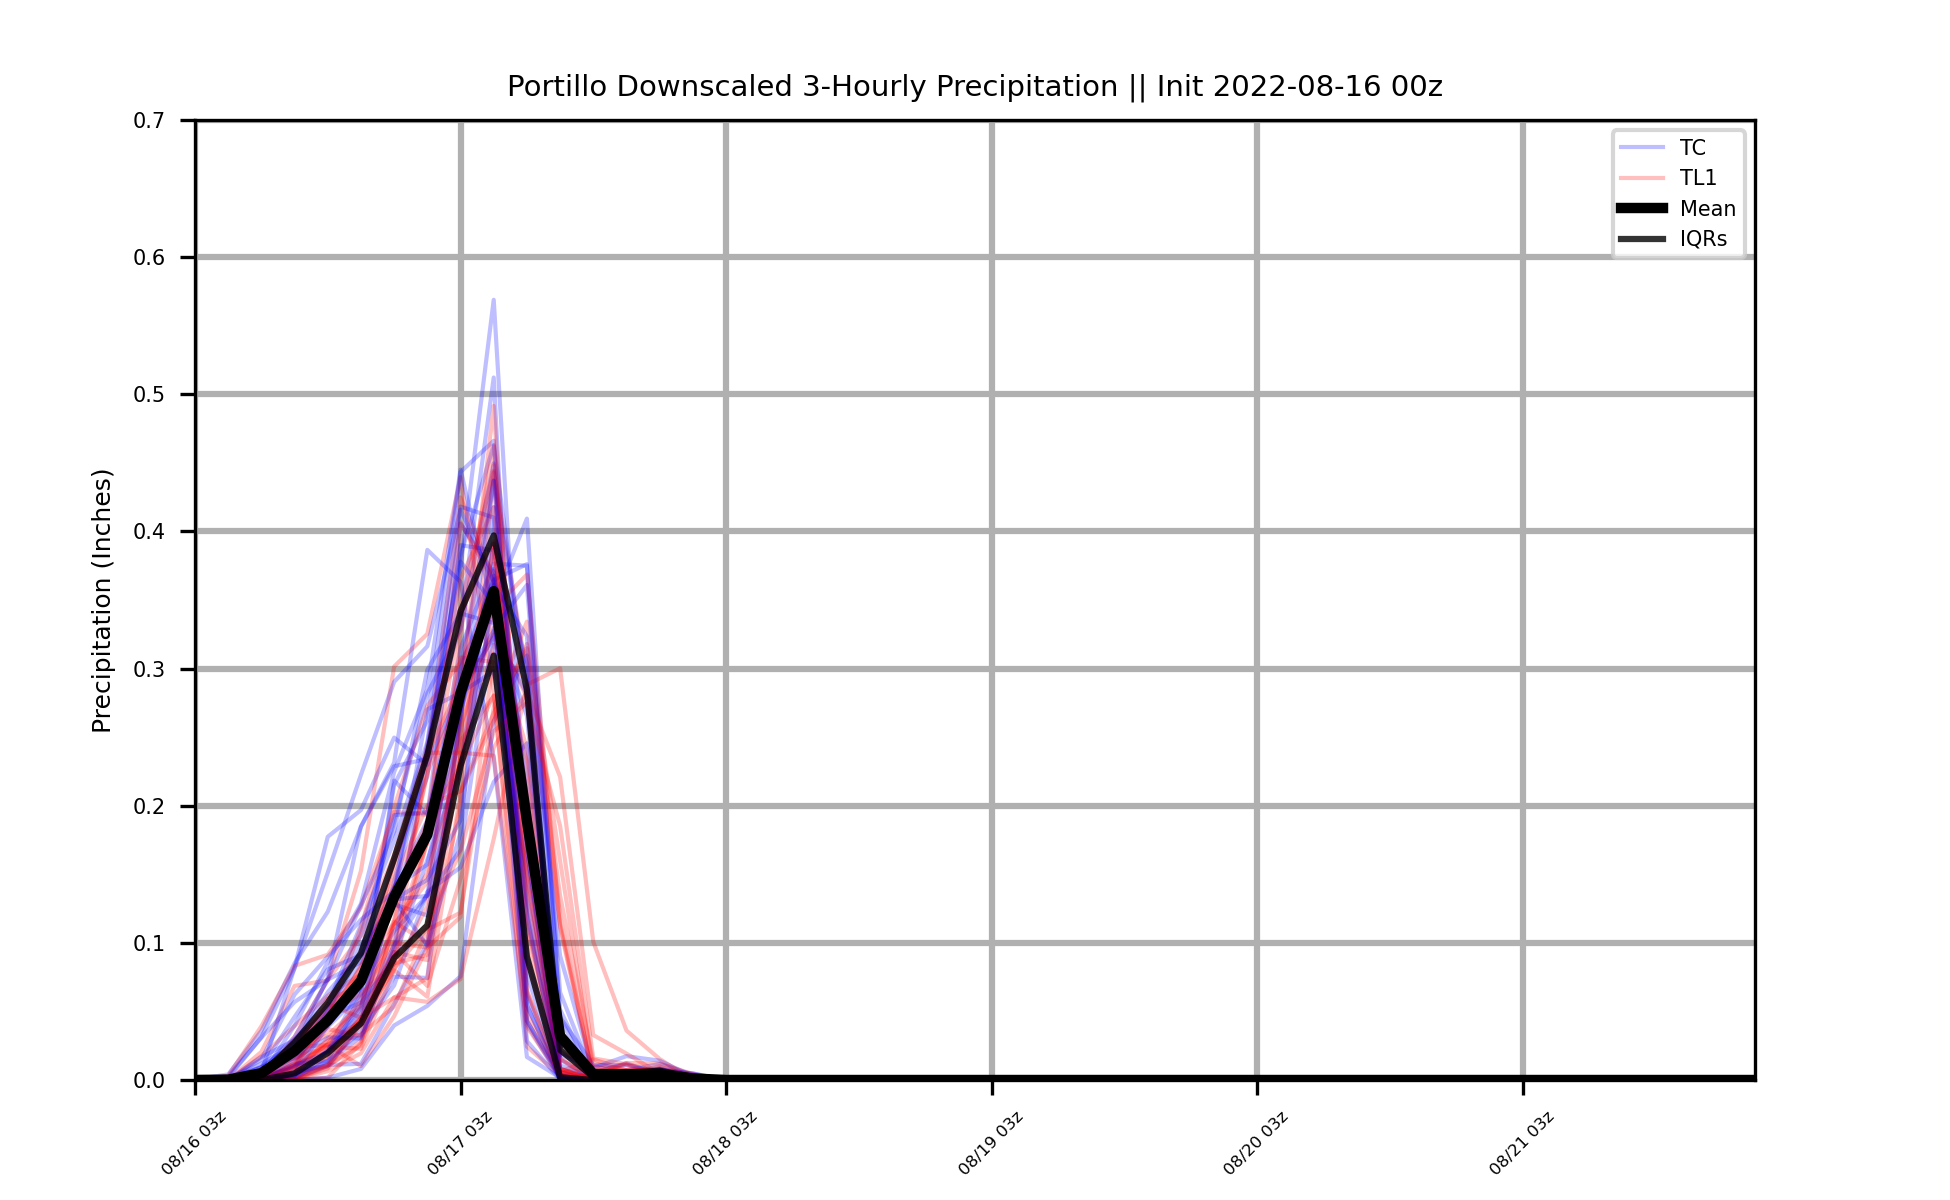 Portillo Downscaled 3-Hourly Precipitation || Init 2022-08-16 00z
0.7
0.6
0.5
0.4
0.3
0.2
0.1
0.0
Precipitation (Inches)
TC
TL1
Mean
IQRs
08/16 03z
08/17 03z
08/18 03z
08/19 03z
08/20 03z
08/21 03z